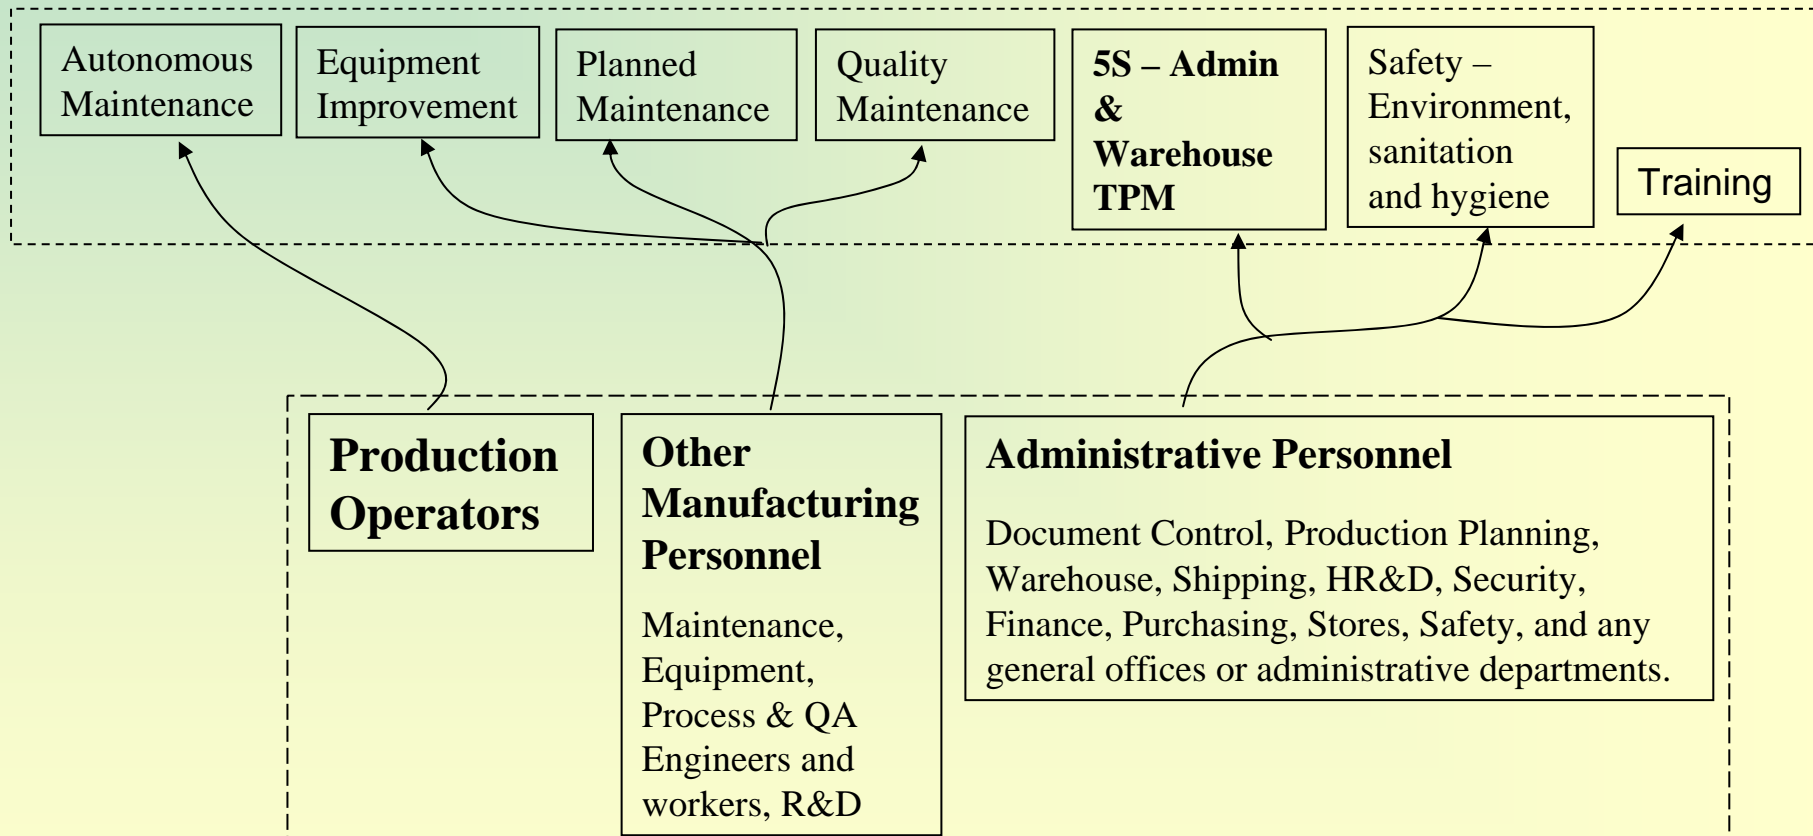 Autonomous
Maintenance
Equipment
Improvement
Planned
Maintenance
Quality
Maintenance
5S – Admin
&
Warehouse
TPM
Safety –
Environment,
sanitation
and hygiene
Training
Production
Operators
Other
Manufacturing
Personnel
Maintenance,
Equipment,
Process & QA
Engineers and
workers, R&D
Administrative Personnel
Document Control, Production Planning,
Warehouse, Shipping, HR&D, Security,
Finance, Purchasing, Stores, Safety, and any
general offices or administrative departments.